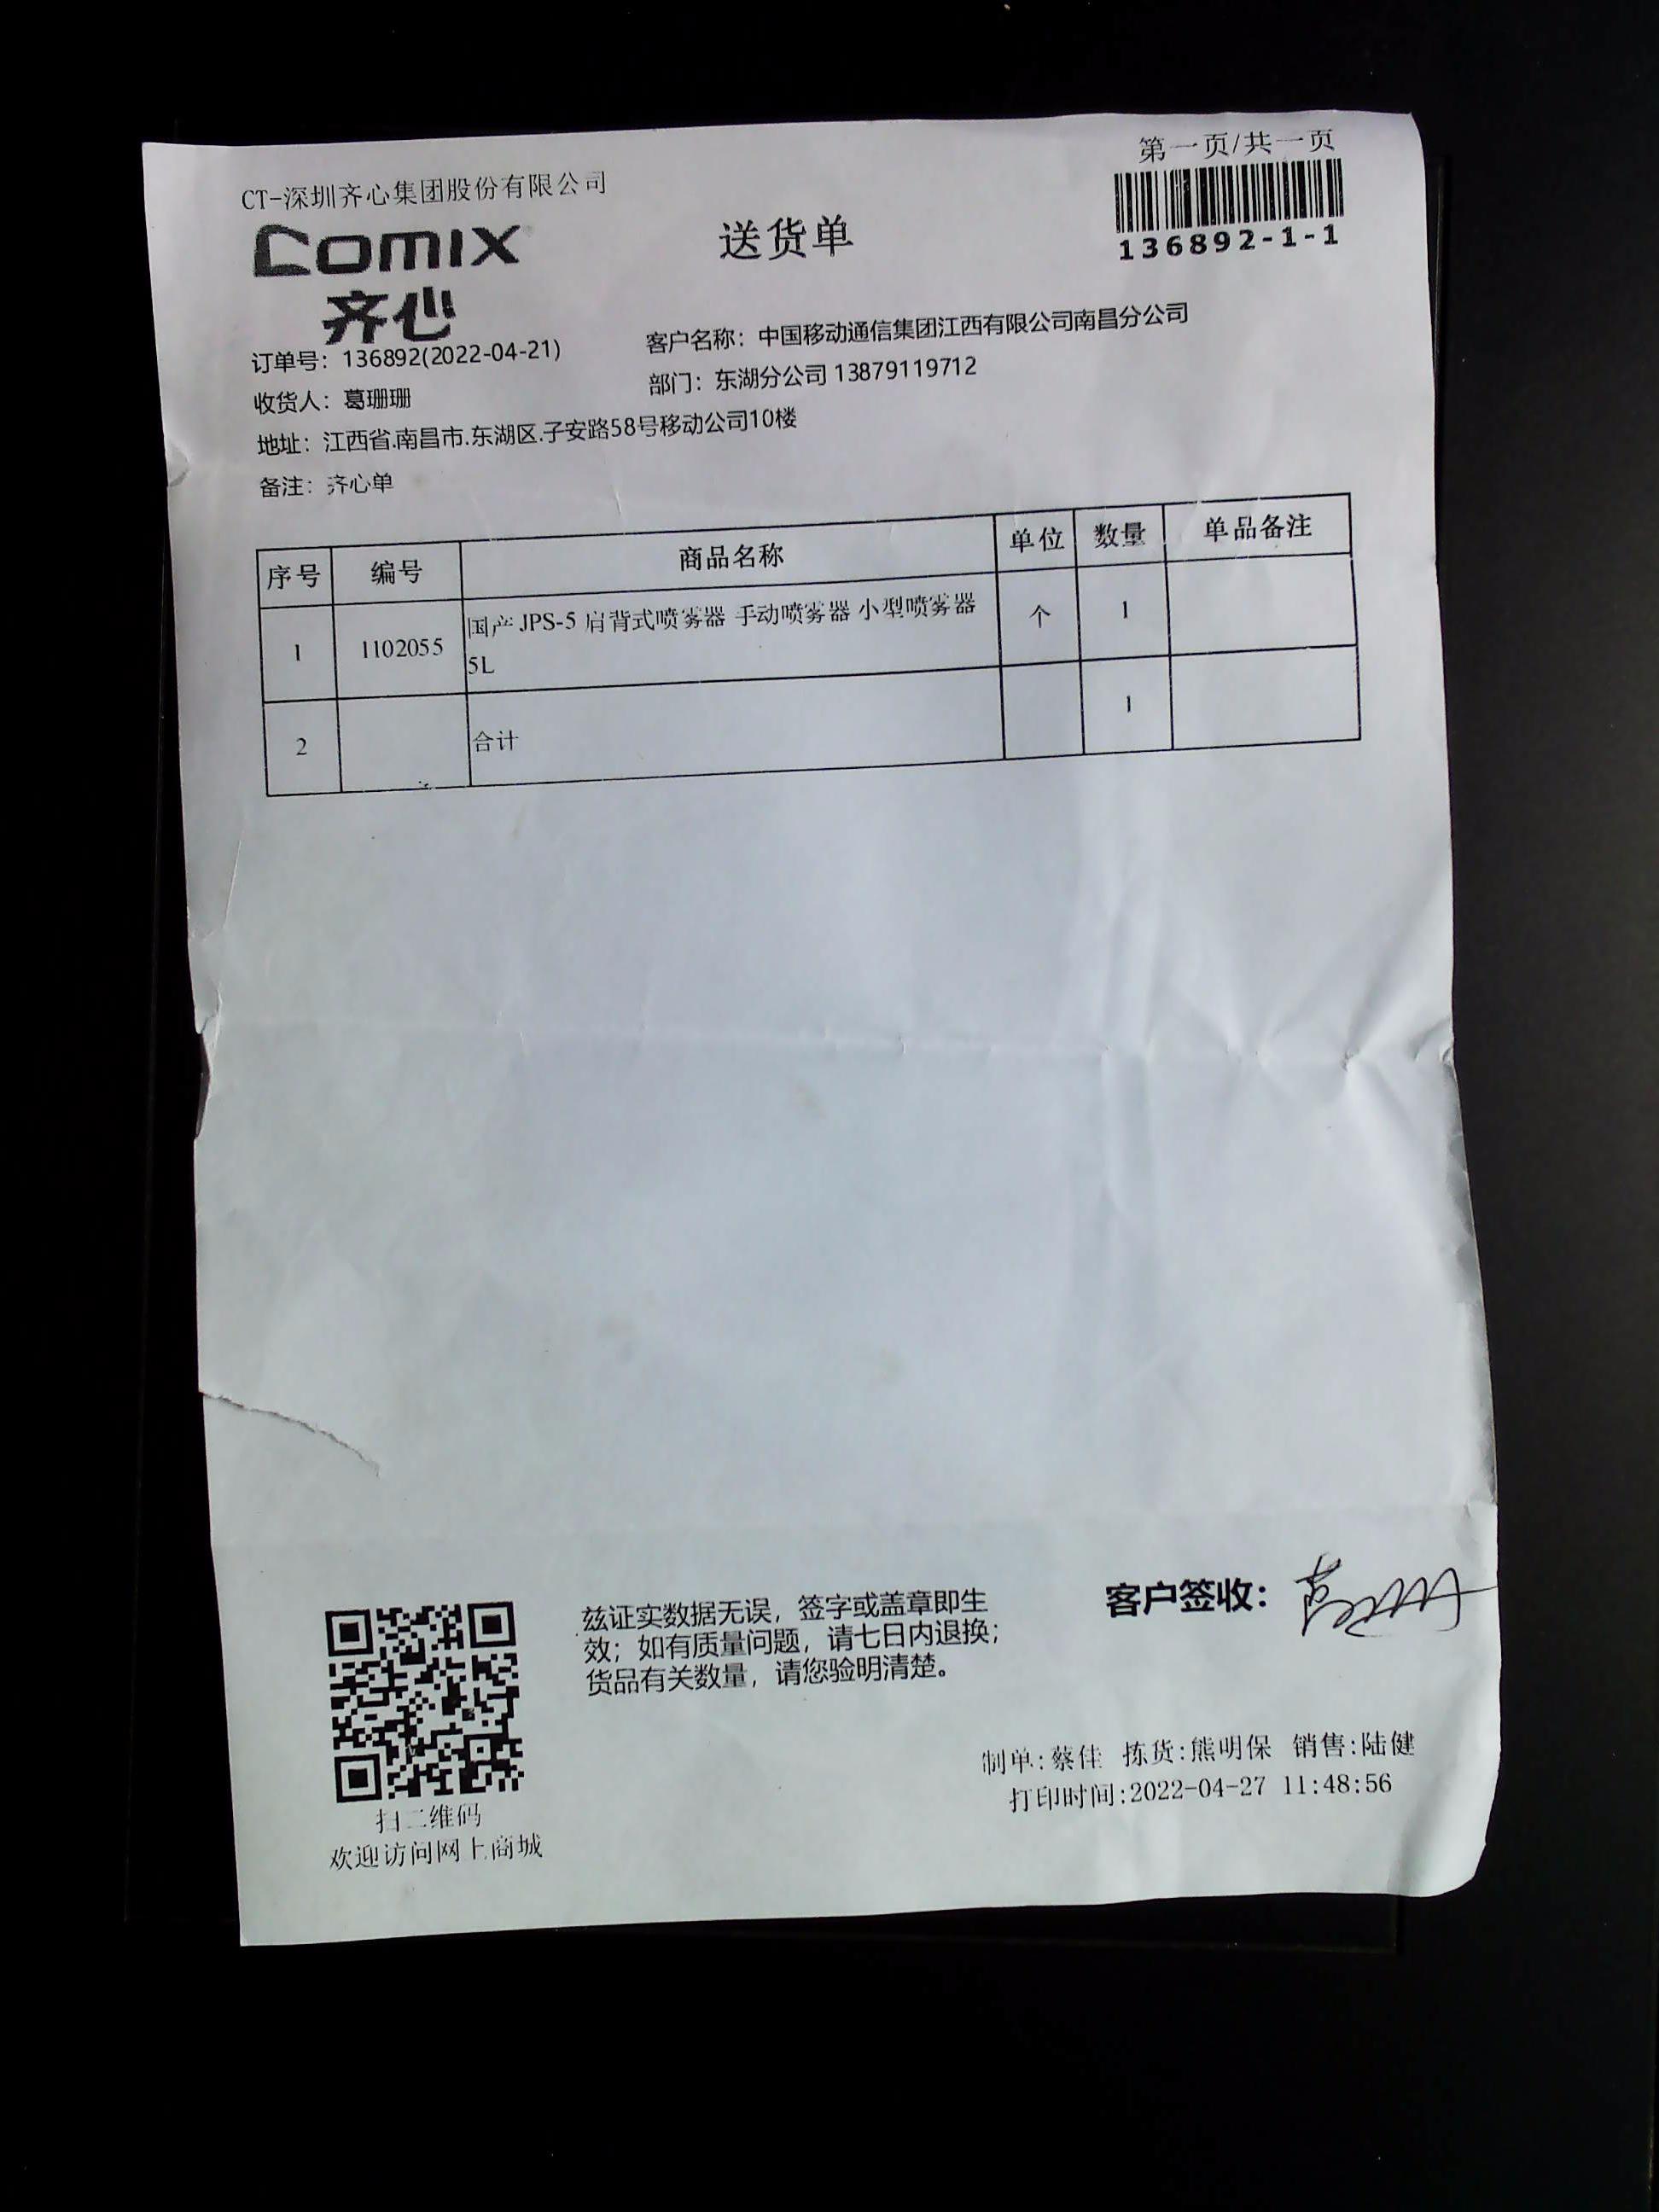 第一页/共一页
CT-深圳齐心集团股份有限公司
COMIX
齐心
送货单
136892-1-1
订单号：136892(2022-04-21)
客户名称：中国移动通信集团江西有限公司南昌分公司
收货人：葛珊珊
部门：东湖分公司 13879119712
地址：江西省.南昌市.东湖区.子安路58号移动公司10楼
备注：齐心单
序号 编号 商品名称 单位 数量 单品备注
1 1102055 国产 JPS-5 肩背式喷雾器 手动喷雾器 小型喷雾器 个 1
5L
2 合计 1
客户签收：
兹证实数据无误，签字或盖章即生
效；如有质量问题，请七日内退换；
货品有关数量，请您验明清楚。
制单:蔡佳 拣货:熊明保 销售:陆健
打印时间:2022-04-27 11:48:56
扫二维码
欢迎访问网上商城